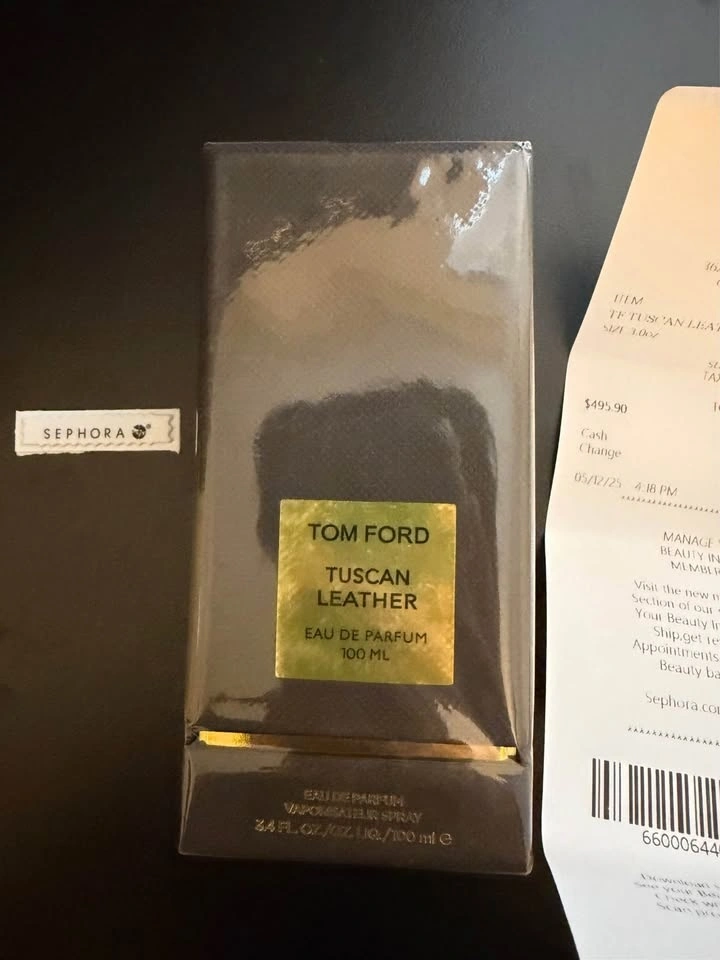 SEPHORA
TOM FORD
TUSCAN
LEATHER
EAU DE PARFUM
100 ML
EAU DE PARFUM
VAPORISATEUR SPRAY
3.4 FL. OZ./OZ. LIQ./100 ml e
TF TUSCAN LEAT
SIZE 3.0oz
$495.90
Cash
Change
05/12/25 4:18 PM
MANAGE
BEAUTY IN
MEMBER
Visit the new
Section of our
Your Beauty In
Ship,get re
Appointments
Beauty ba
Sephora.co
66000644